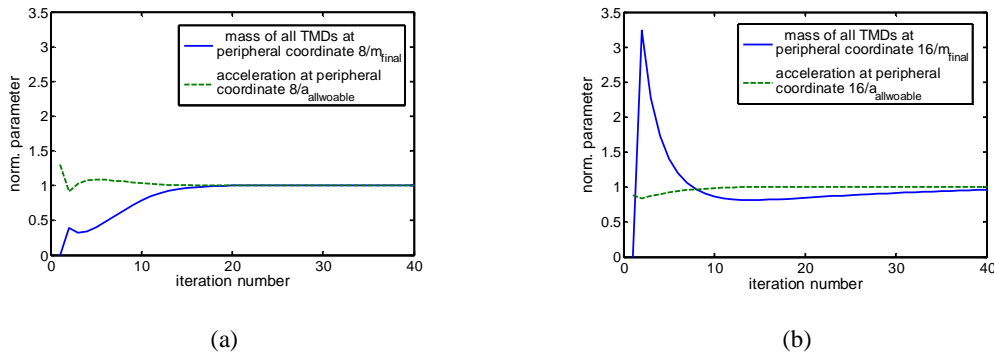 3.5
3
2.5
2
1.5
1
0.5
0
0
10
20
30
40
norm. parameter
iteration number
mass of all TMDs at
peripheral coordinate 8/m_final
acceleration at peripheral
coordinate 8/a_allwoable
(a)
3.5
3
2.5
2
1.5
1
0.5
0
0
10
20
30
40
norm. parameter
iteration number
mass of all TMDs at
peripheral coordinate 16/m_final
acceleration at peripheral
coordinate 16/a_allwoable
(b)